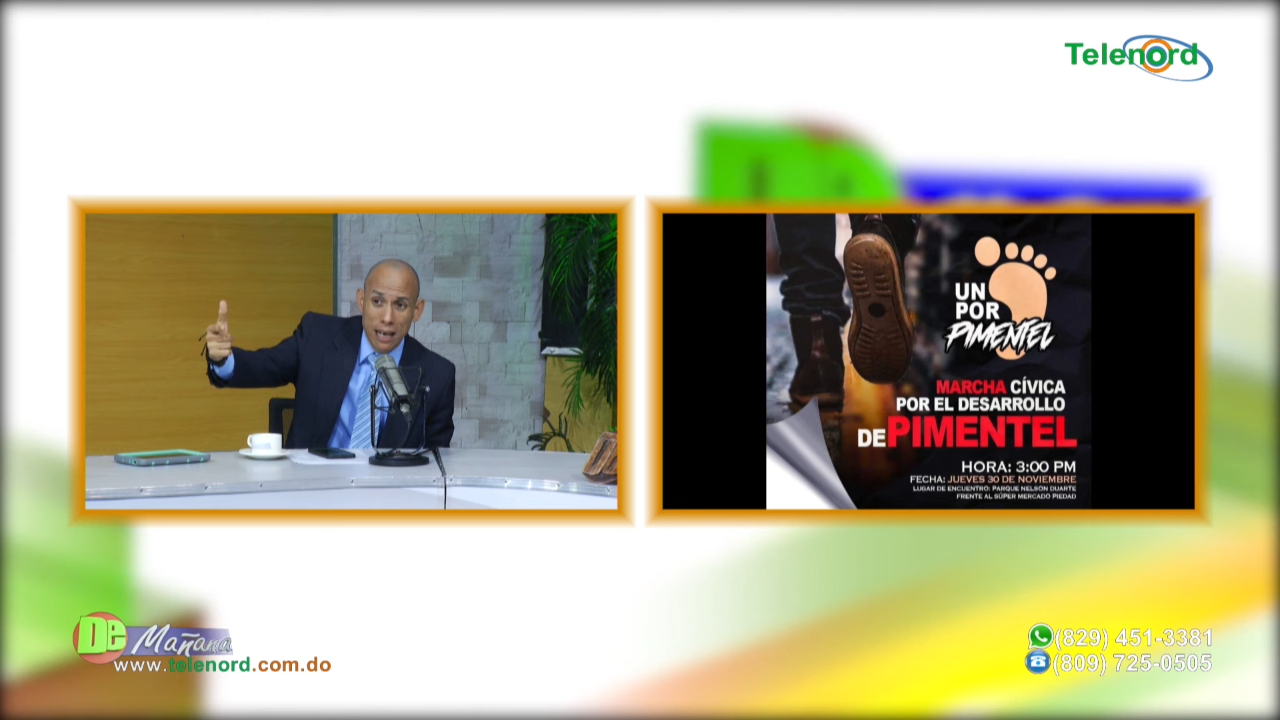 Telenord
UN
POR
PIMENTEL
MARCHA CÍVICA
POR EL DESARROLLO
DE PIMENTEL
HORA: 3:00 PM
FECHA: JUEVES 30 DE NOVIEMBRE
LUGAR DE ENCUENTRO: PARQUE NELSON DUARTE
FRENTE AL SÚPER MERCADO PIEDAD
De Mañana
www.telenord.com.do
(829) 451-3381
(809) 725-0505